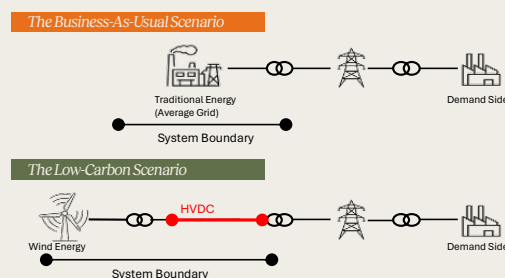 The Business-As-Usual Scenario
Traditional Energy
(Average Grid)
Demand Side
System Boundary
The Low-Carbon Scenario
HVDC
Wind Energy
Demand Side
System Boundary